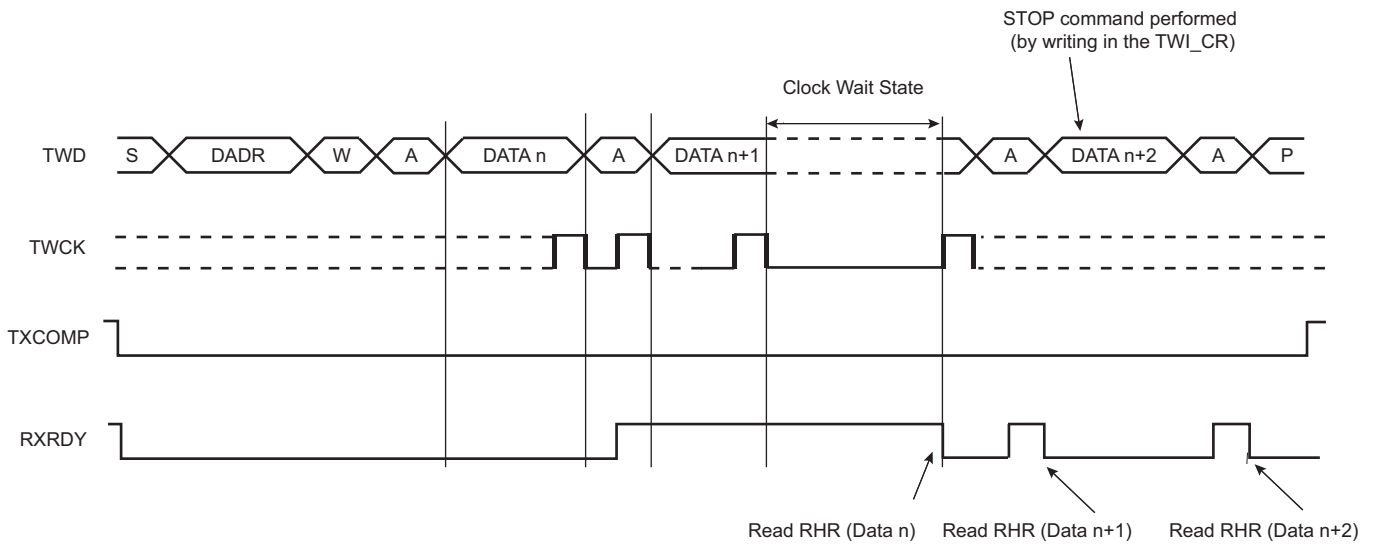 STOP command performed
(by writing in the TWI_CR)
Clock Wait State
TWD S DADR W A DATA n A DATA n+1 A DATA n+2 A P
TWCK
TXCOMP
RXRDY
Read RHR (Data n) Read RHR (Data n+1) Read RHR (Data n+2)